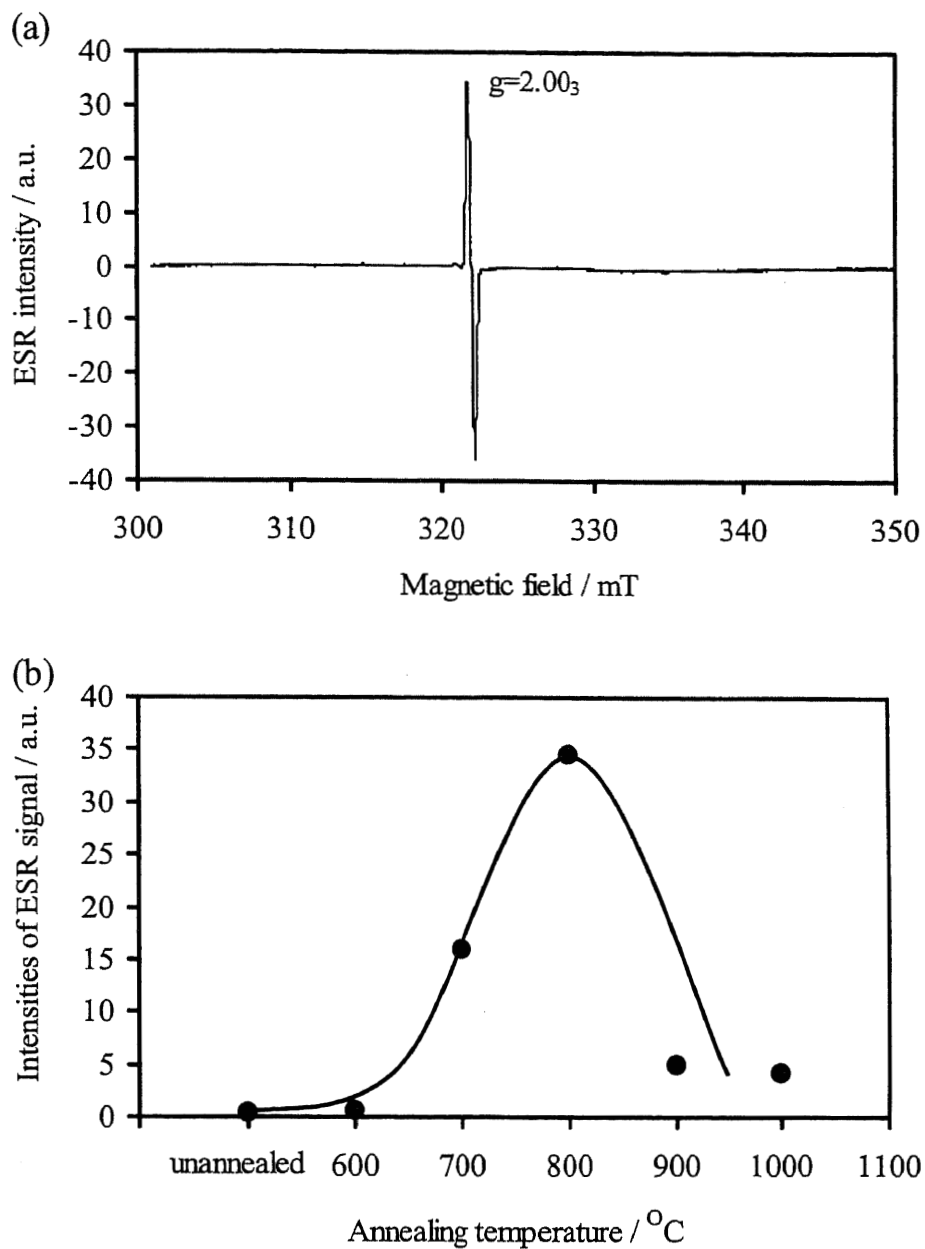 (a)
40
30
20
10
0
-10
-20
-30
-40
ESR intensity / a.u.
g=2.00₃
300 310 320 330 340 350
Magnetic field / mT
(b)
40
35
30
25
20
15
10
5
0
Intensities of ESR signal / a.u.
unannealed 600 700 800 900 1000 1100
Annealing temperature / °C